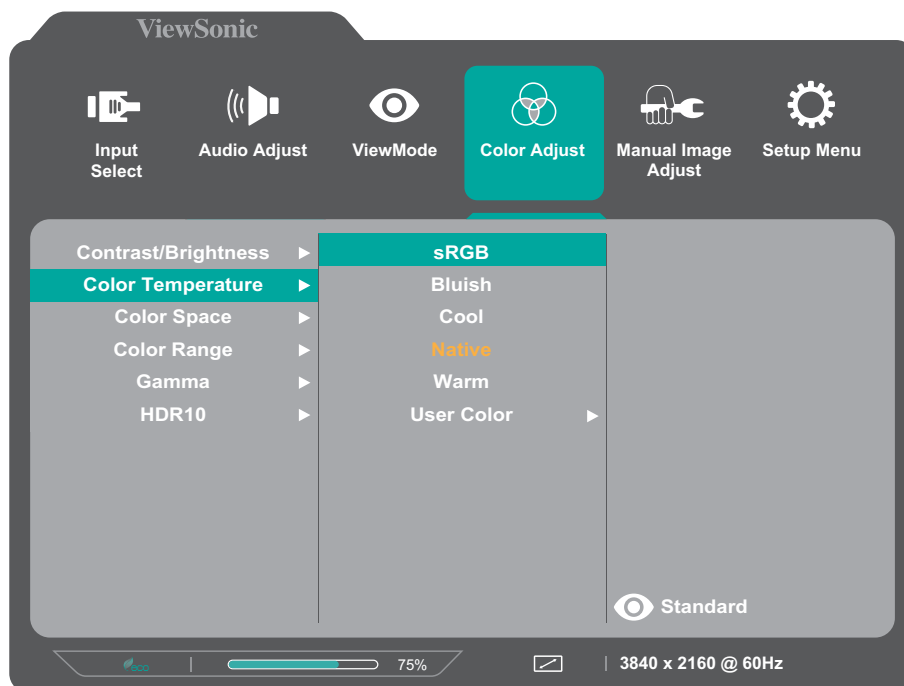 ViewSonic
Input
Select
Audio Adjust
ViewMode
Color Adjust
Manual Image
Adjust
Setup Menu
Contrast/Brightness
Color Temperature
Color Space
Color Range
Gamma
HDR10
sRGB
Bluish
Cool
Native
Warm
User Color
Standard
eco
75%
3840 x 2160 @ 60Hz